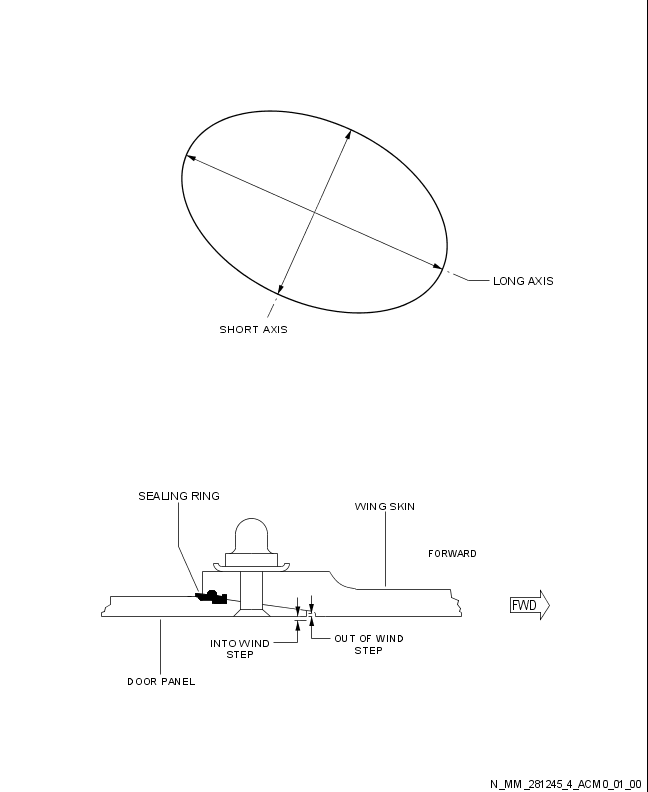 LONG AXIS
SHORT AXIS
SEALING RING
WING SKIN
FORWARD
FWD
INTO WIND
STEP
OUT OF WIND
STEP
DOOR PANEL
N_MM_281245_4_ACM0_01_00